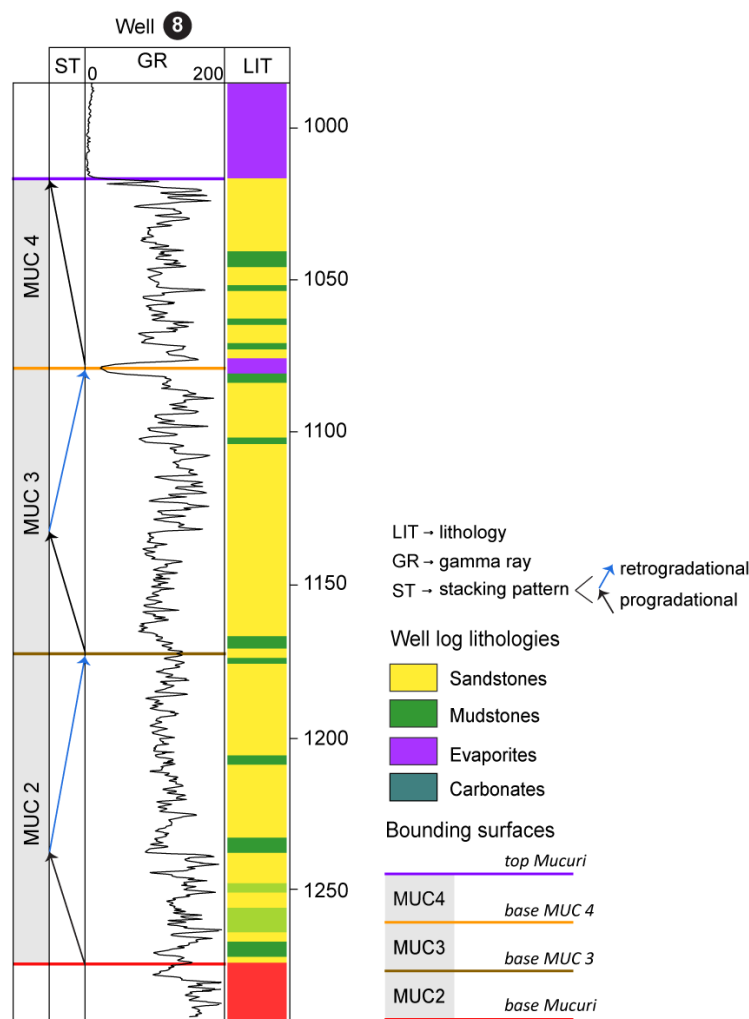 Well 8
ST
GR
0 200
LIT
1000
1050
1100
1150
1200
1250
MUC 4
MUC 3
MUC 2
LIT → lithology
GR → gamma ray
ST → stacking pattern
retrogradational
progradational
Well log lithologies
Sandstones
Mudstones
Evaporites
Carbonates
Bounding surfaces
top Mucuri
MUC4
base MUC 4
MUC3
base MUC 3
MUC2
base Mucuri